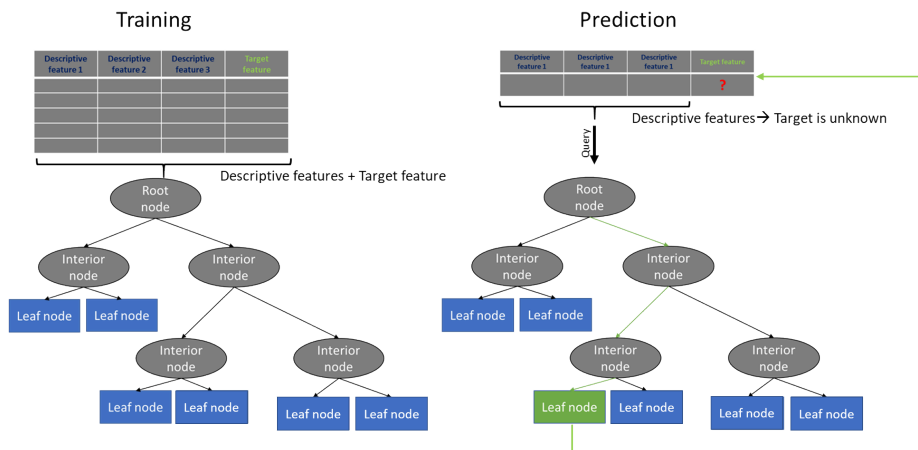 Training
Descriptive feature 1
Descriptive feature 2
Descriptive feature 3
Target feature
Descriptive features + Target feature
Root node
Interior node
Interior node
Leaf node
Leaf node
Interior node
Interior node
Leaf node
Leaf node
Leaf node
Leaf node
Prediction
Descriptive feature 1
Descriptive feature 1
Descriptive feature 1
Target feature
?
Descriptive features→ Target is unknown
Query
Root node
Interior node
Interior node
Leaf node
Leaf node
Interior node
Interior node
Leaf node
Leaf node
Leaf node
Leaf node